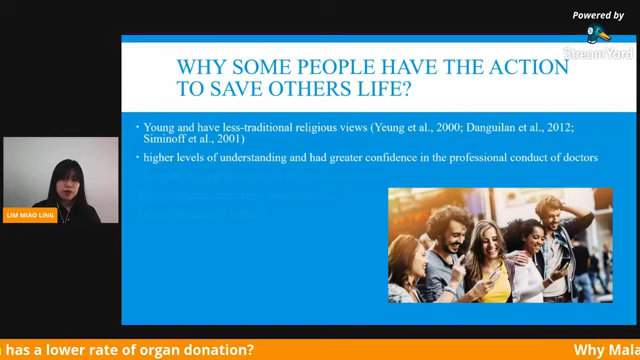 Powered by
StreamYard
WHY SOME PEOPLE HAVE THE ACTION
TO SAVE OTHERS LIFE?
• Young and have less-traditional religious views (Yeung et al., 2000; Danguilan et al., 2012;
Siminoff et al., 2001)
• higher levels of understanding and had greater confidence in the professional conduct of doctors
LIM MIAO LING
has a lower rate of organ donation?
Why Mala